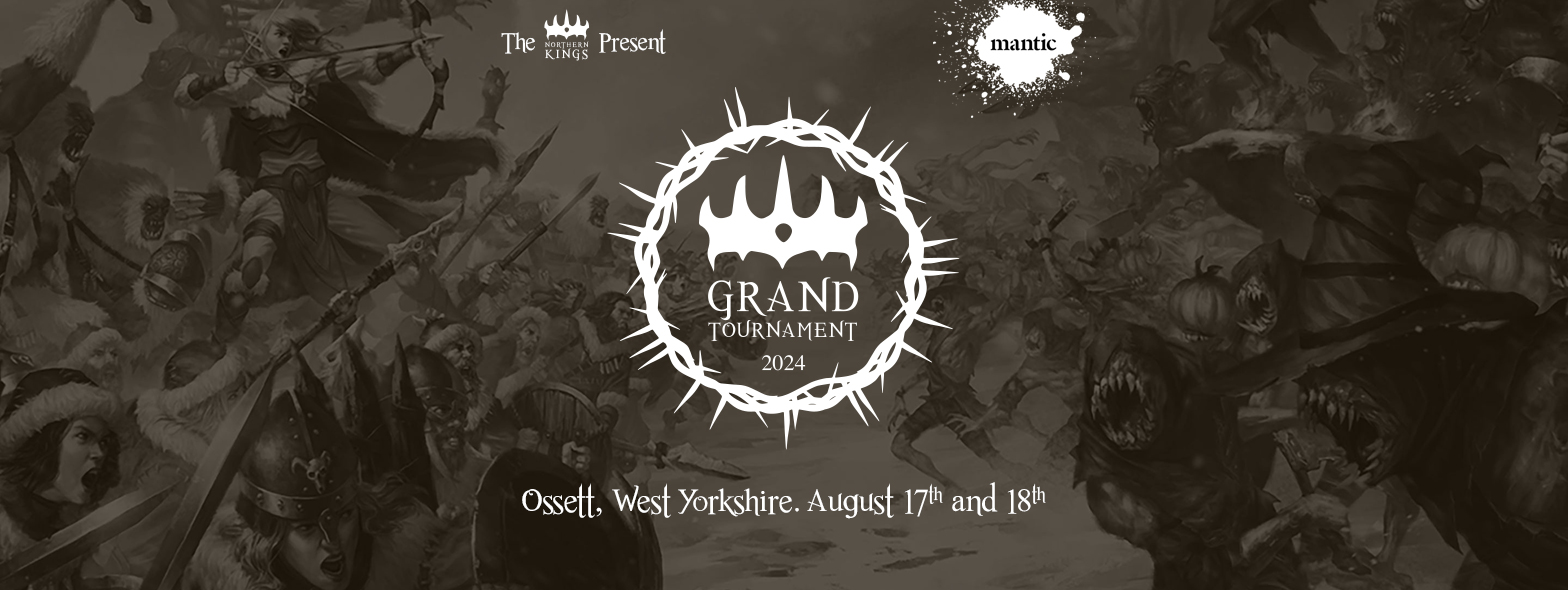 The NORTHERN KINGS Present
mantic
GRAND
TOURNAMENT
2024
Ossett, West Yorkshire. August 17th and 18th